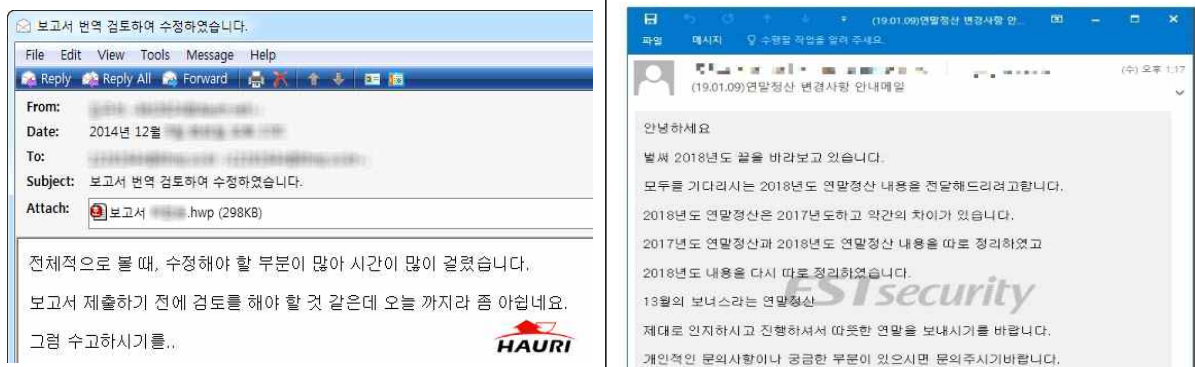 보고서 번역 검토하여 수정하였습니다.
File Edit View Tools Message Help
Reply Reply All Forward
From:
Date: 2014년 12월
To:
Subject: 보고서 번역 검토하여 수정하였습니다.
Attach: 보고서 .hwp (298KB)
전체적으로 볼 때, 수정해야 할 부분이 많아 시간이 많이 걸렸습니다.
보고서 제출하기 전에 검토를 해야 할 것 같은데 오늘 까지라 좀 아쉽네요.
그럼 수고하시기를..
HAURI
(19.01.09)연말정산 변경사항 안...
파일 메시지 수행할 작업을 알려 주세요.
(수) 오후 1:17
(19.01.09)연말정산 변경사항 안내메일
안녕하세요
벌써 2018년도 끝을 바라보고 있습니다.
모두들 기다리시는 2018년도 연말정산 내용을 전달해드리려고합니다.
2018년도 연말정산은 2017년도하고 약간의 차이가 있습니다.
2017년도 연말정산과 2018년도 연말정산 내용을 따로 정리하였고
2018년도 내용을 다시 따로 정리하였습니다.
13월의 보너스라는 연말정산
ESTsecurity
제대로 인지하시고 진행하셔서 따뜻한 연말을 보내시기를 바랍니다.
개인적인 문의사항이나 궁금한 부분이 있으시면 문의주시기바랍니다.